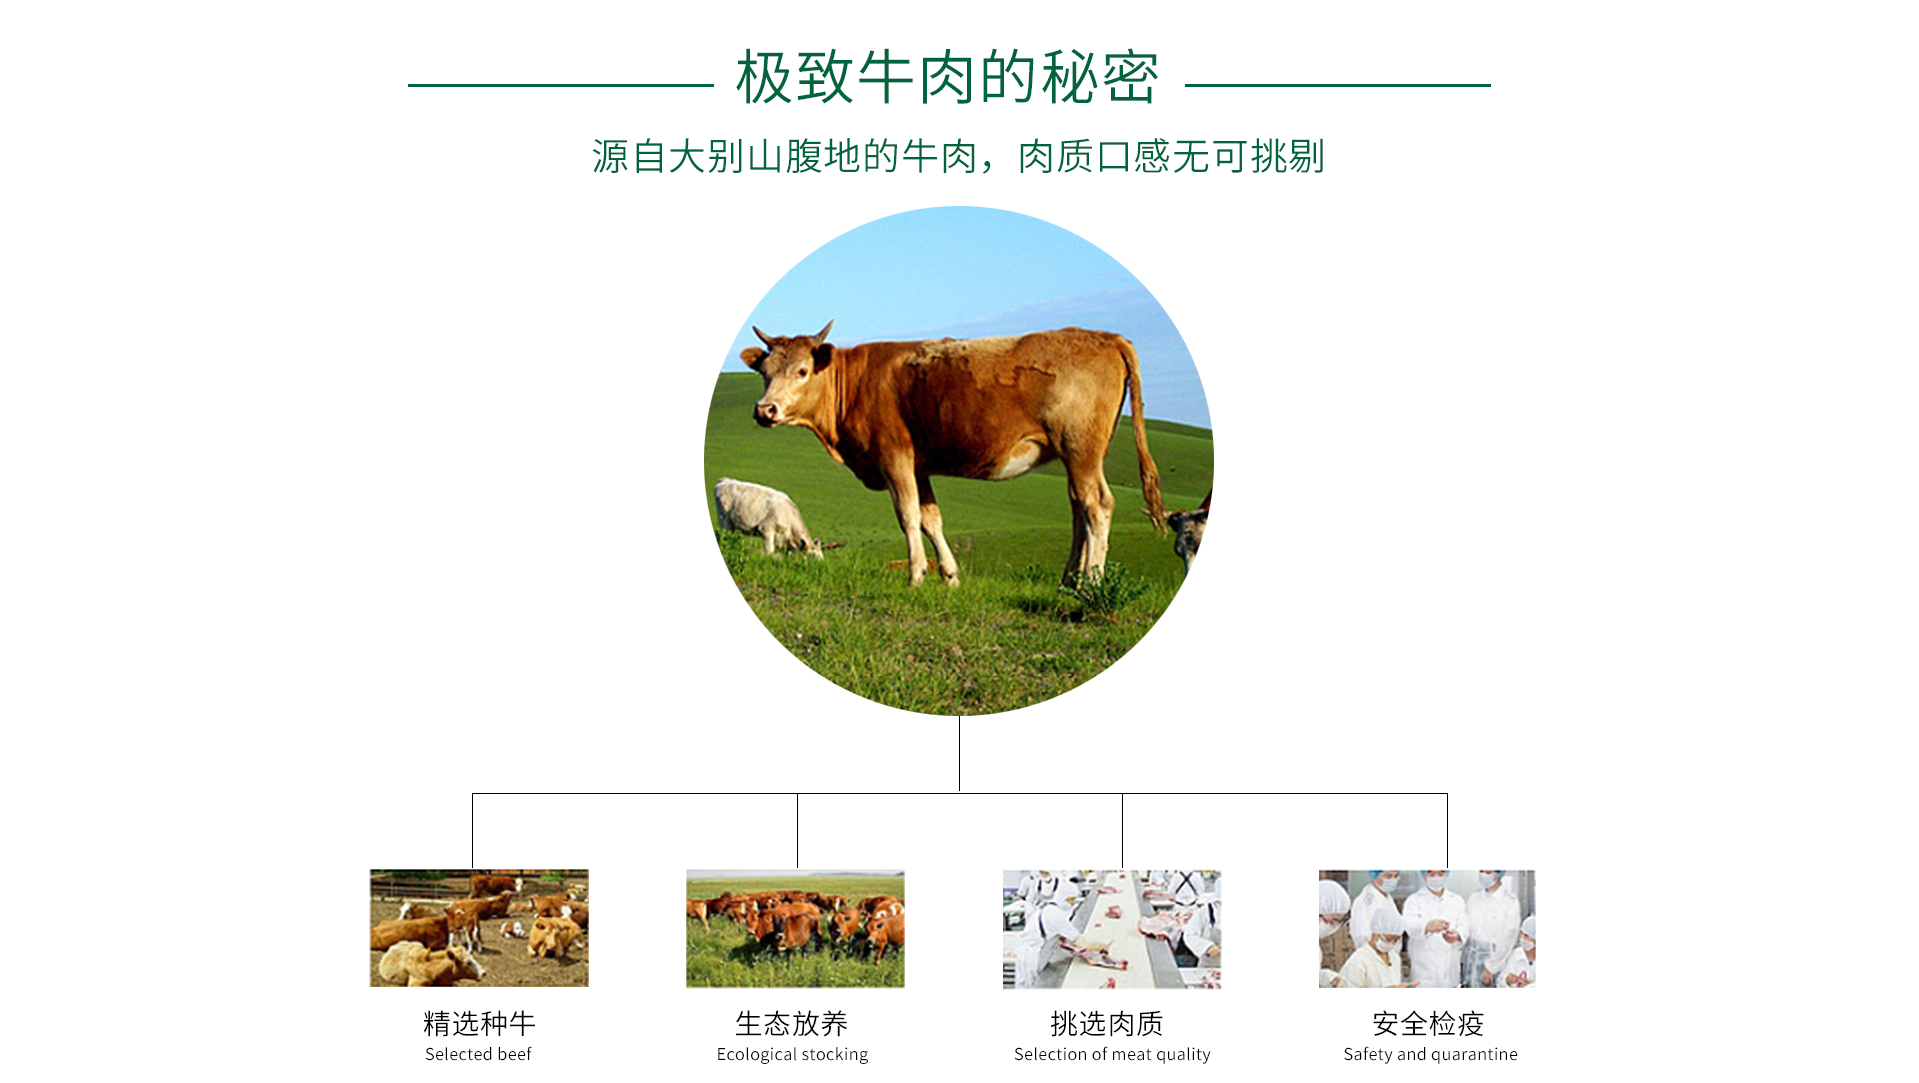 极致牛肉的秘密
源自大别山腹地的牛肉，肉质口感无可挑剔
精选种牛
Selected beef
生态放养
Ecological stocking
挑选肉质
Selection of meat quality
安全检疫
Safety and quarantine